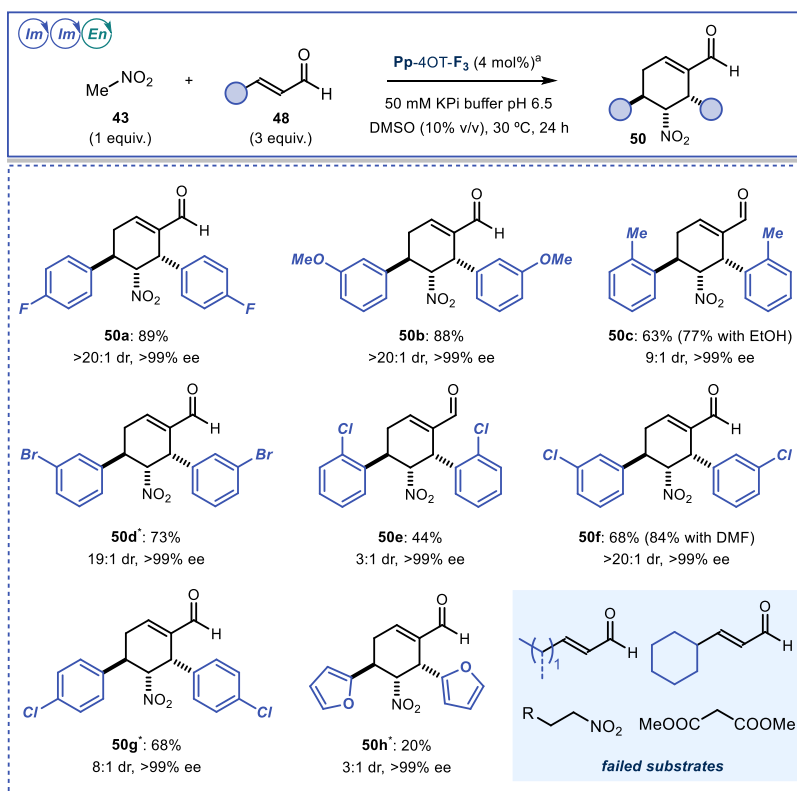 Im Im En
Me NO2 + O H
43 48
(1 equiv.) (3 equiv.)
Pp-4OT-F3 (4 mol%)a
50 mM KPi buffer pH 6.5
DMSO (10% v/v), 30 ºC, 24 h
O H NO2
50
O H NO2 F F
50a: 89%
>20:1 dr, >99% ee
O H NO2 MeO OMe
50b: 88%
>20:1 dr, >99% ee
O H NO2 Me Me
50c: 63% (77% with EtOH)
9:1 dr, >99% ee
O H NO2 Br Br
50d*: 73%
19:1 dr, >99% ee
O H NO2 Cl Cl
50e: 44%
3:1 dr, >99% ee
O H NO2 Cl Cl
50f: 68% (84% with DMF)
>20:1 dr, >99% ee
O H NO2 Cl Cl
50g*: 68%
8:1 dr, >99% ee
O H NO2 O O
50h*: 20%
3:1 dr, >99% ee
1 O H
O H
R NO2
MeOOC COOMe
failed substrates